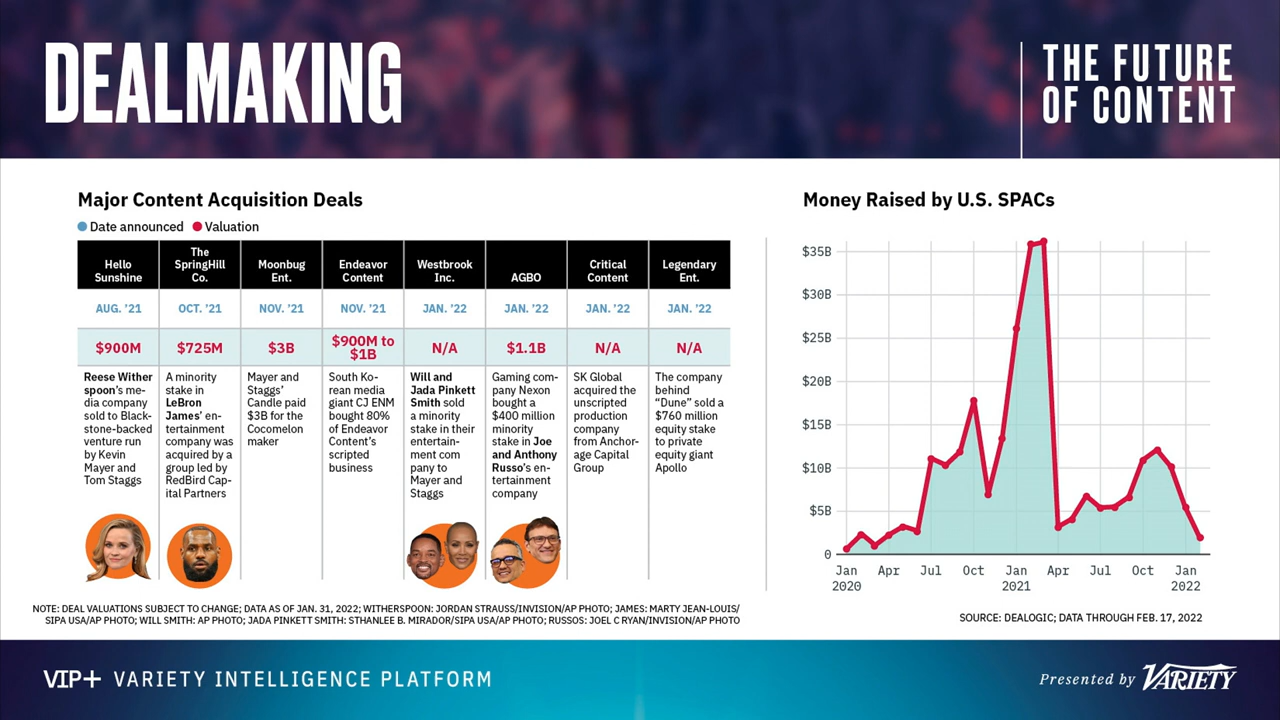 DEALMAKING
THE FUTURE
OF CONTENT
Major Content Acquisition Deals
Date announced
Valuation
Hello
Sunshine
AUG. ’21
$900M
Reese Wither
spoon’s me-
dia company
sold to Black-
stone-backed
venture run
by Kevin
Mayer and
Tom Staggs
The
SpringHill
Co.
OCT. ’21
$725M
A minority
stake in
LeBron
James’ en-
tertainment
company was
acquired by a
group led by
RedBird Cap-
ital Partners
Moonbug
Ent.
NOV. ’21
$3B
Mayer and
Staggs’
Candle paid
$3B for the
Cocomelon
maker
Endeavor
Content
NOV. ’21
$900M to
$1B
South Ko-
rean media
giant CJ ENM
bought 80%
of Endeavor
Content’s
scripted
business
Westbrook
Inc.
JAN. ’22
N/A
Will and
Jada Pinkett
Smith sold
a minority
stake in their
entertain-
ment com
pany to
Mayer and
Staggs
AGBO
JAN. ’22
$1.1B
Gaming com-
pany Nexon
bought a
$400 million
minority
stake in Joe
and Anthony
Russo’s en-
tertainment
company
Critical
Content
JAN. ’22
N/A
SK Global
acquired the
unscripted
production
company
from Anchor-
age Capital
Group
Legendary
Ent.
JAN. ’22
N/A
The company
behind
“Dune” sold a
$760 million
equity stake
to private
equity giant
Apollo
NOTE: DEAL VALUATIONS SUBJECT TO CHANGE; DATA AS OF JAN. 31, 2022; WITHERSPOON: JORDAN STRAUSS/INVISION/AP PHOTO; JAMES: MARTY JEAN-LOUIS/
SIPA USA/AP PHOTO; WILL SMITH: AP PHOTO; JADA PINKETT SMITH: STHANLEE B. MIRADOR/SIPA USA/AP PHOTO; RUSSOS: JOEL C RYAN/INVISION/AP PHOTO
Money Raised by U.S. SPACs
$35B
$30B
$25B
$20B
$15B
$10B
$5B
0
Jan Apr Jul Oct Jan Apr Jul Oct Jan
2020 2021 2022
SOURCE: DEALOGIC; DATA THROUGH FEB. 17, 2022
VIP+ VARIETY INTELLIGENCE PLATFORM
Presented by VARIETY